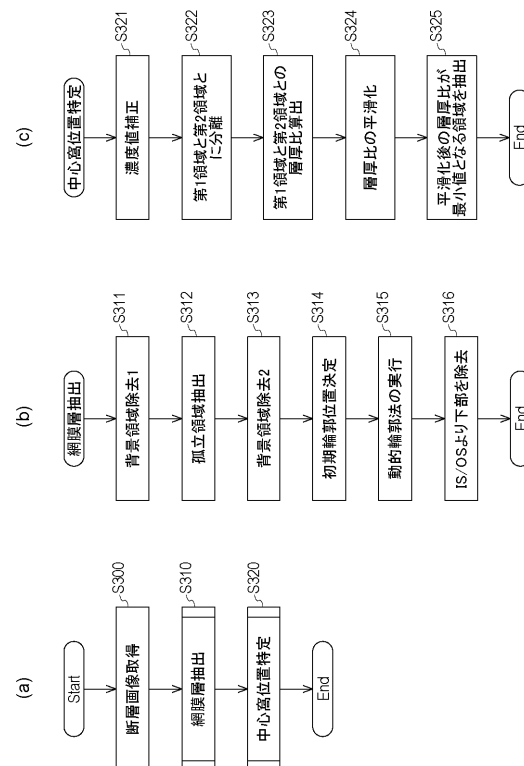 (a)
Start
断層画像取得
S300
網膜層抽出
S310
中心窩位置特定
S320
End
(b)
網膜層抽出
背景領域除去1
S311
孤立領域抽出
S312
背景領域除去2
S313
初期輪郭位置決定
S314
動的輪郭法の実行
S315
IS/OSより下部を除去
S316
End
(c)
中心窩位置特定
濃度値補正
S321
第1領域と第2領域と
に分離
S322
第1領域と第2領域との
層厚比算出
S323
層厚比の平滑化
S324
平滑化後の層厚比が
最小値となる領域を抽出
S325
End